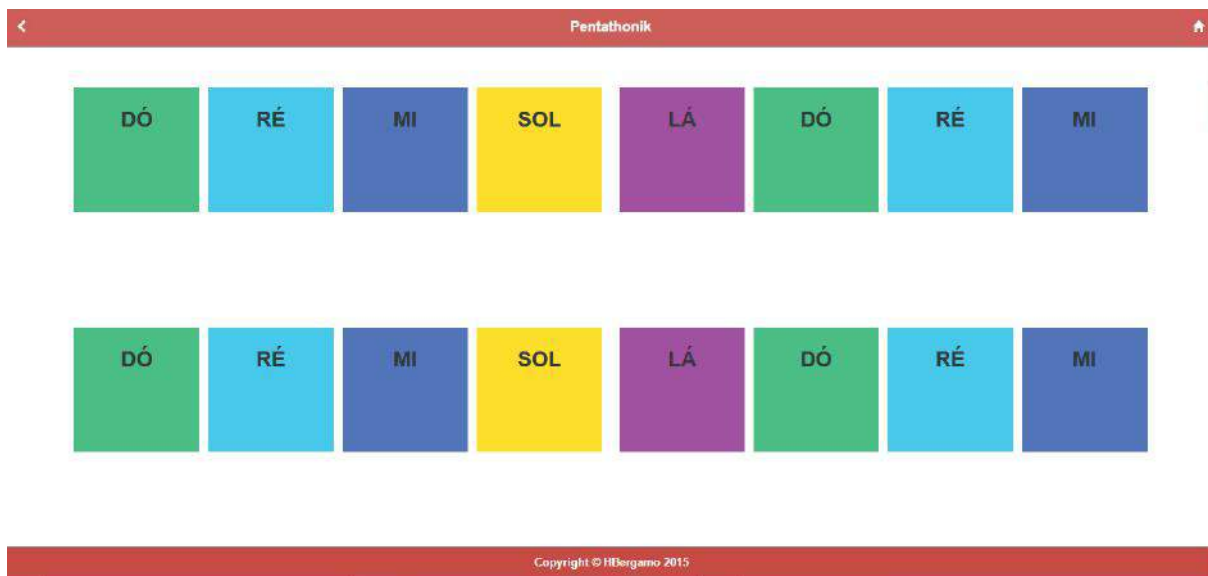 Pentathonik
DÓ RÉ MI SOL LÁ DÓ RÉ MI
DÓ RÉ MI SOL LÁ DÓ RÉ MI
Copyright © HBergamo 2015